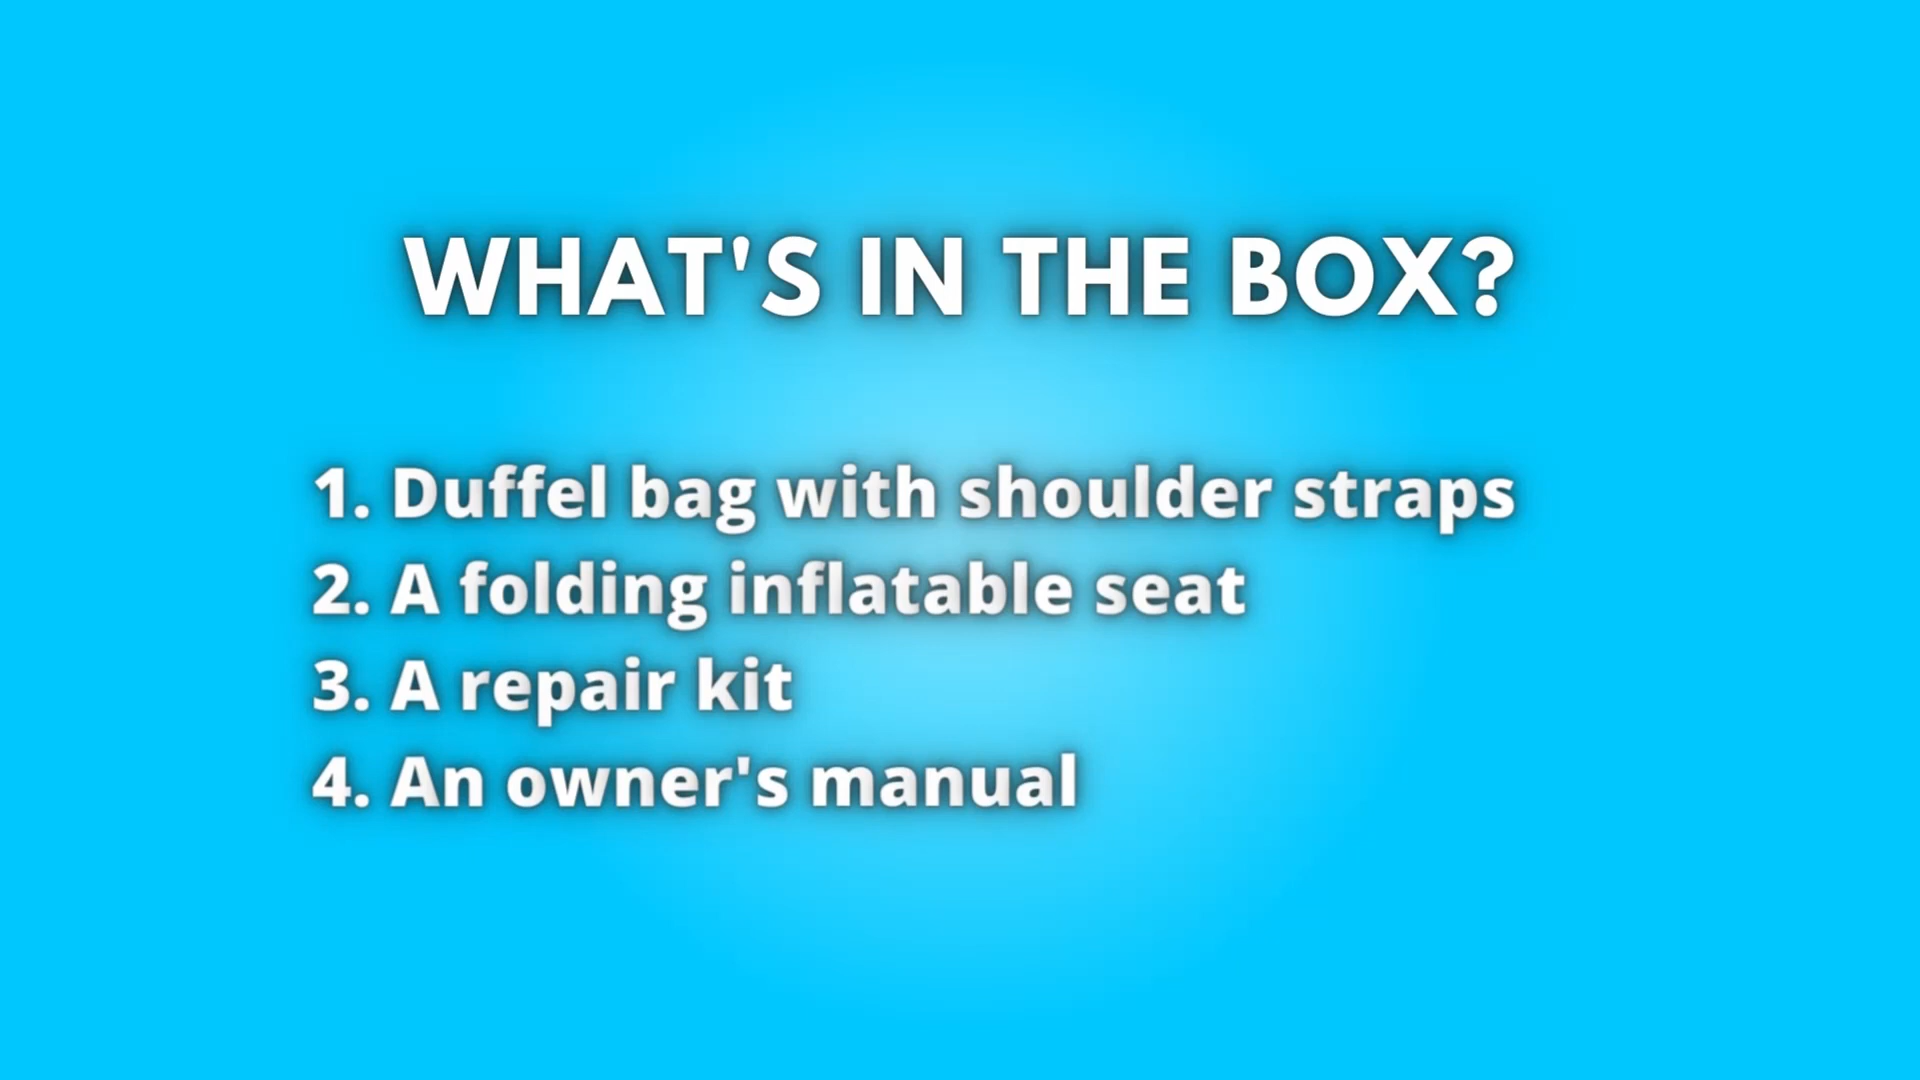 WHAT'S IN THE BOX?
1. Duffel bag with shoulder straps
2. A folding inflatable seat
3. A repair kit
4. An owner's manual